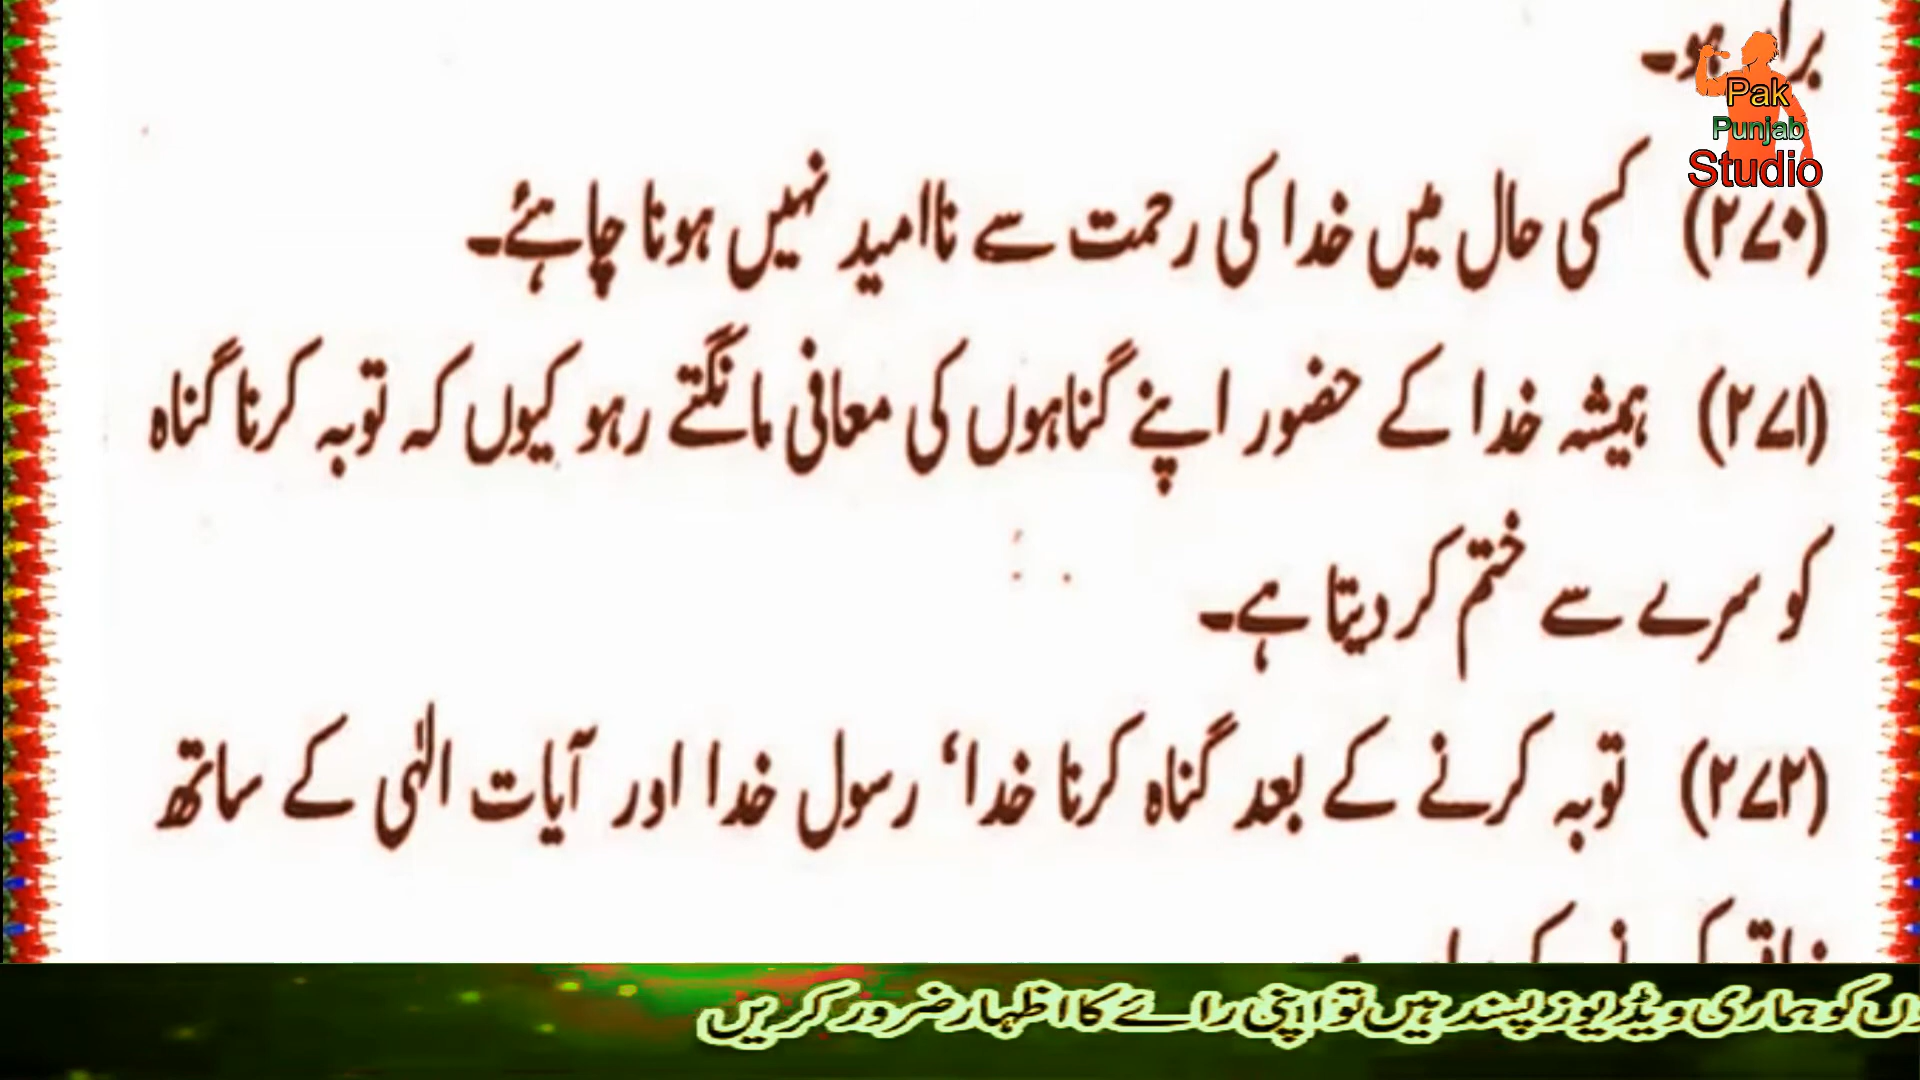 ہو۔
Pak
Punjab
Studio
(۲۷۰) کسی حال میں خدا کی رحمت سے ناامید نہیں ہونا چاہئے۔
(۲۷۱) ہمیشہ خدا کے حضور اپنے گناہوں کی معافی مانگتے رہو کیوں کہ توبہ کرنا گناہ
کو سرے سے ختم کر دیتا ہے۔
(۲۷۲) توبہ کرنے کے بعد گناہ کرنا خدا‘ رسول خدا اور آیات الٰہی کے ساتھ
کو ہماری ویڈیوز پسند ہیں تو اپنی رائے کا اظہار ضرور کریں